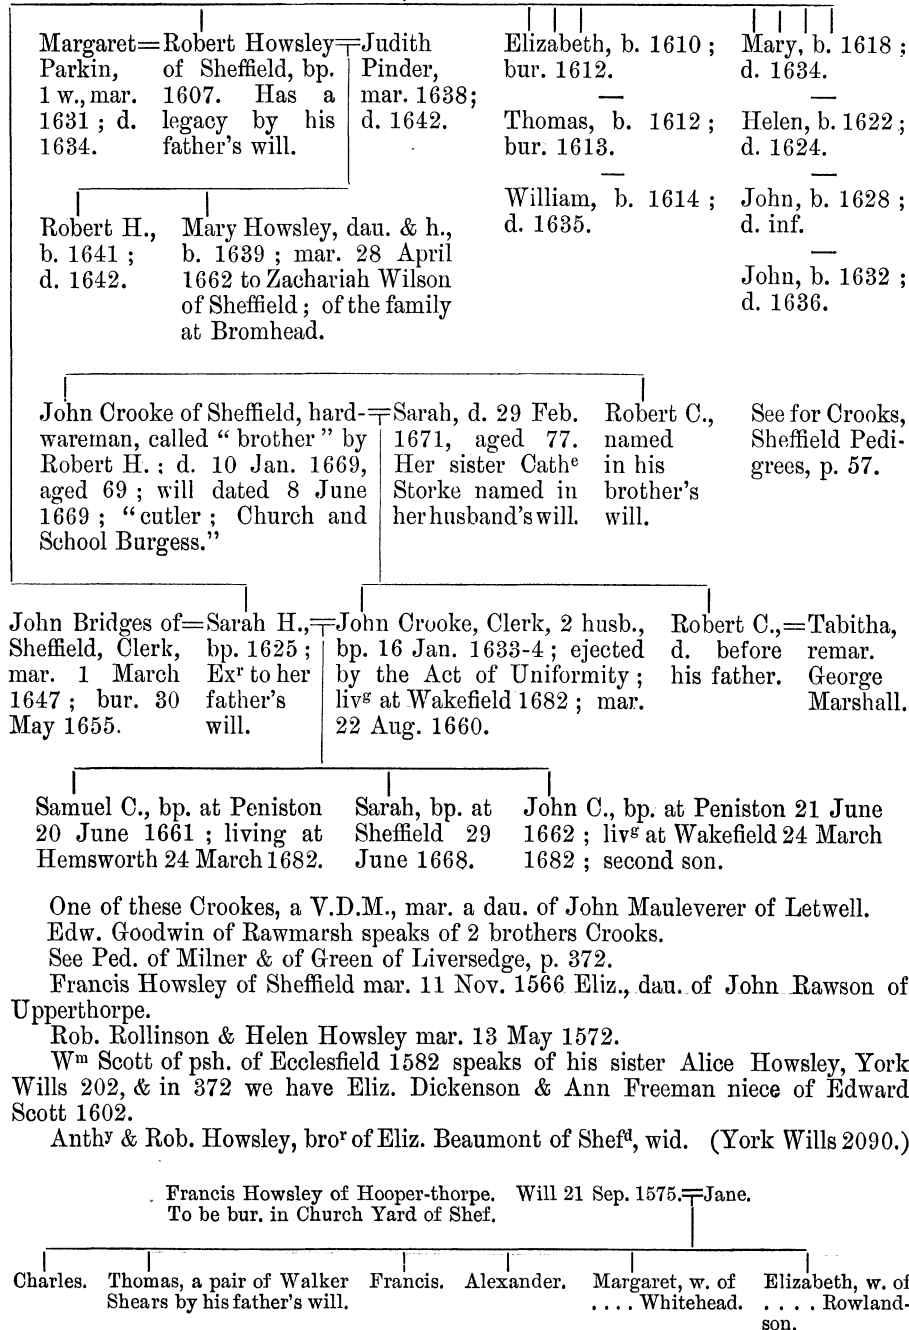 Margaret=Robert Howsley=Judith
Parkin, of Sheffield, bp. Pinder,
1 w., mar. 1607. Has a mar. 1638;
1631 ; d. legacy by his d. 1642.
1634. father's will.
Elizabeth, b. 1610 ;
bur. 1612.
—
Thomas, b. 1612 ;
bur. 1613.
—
William, b. 1614 ;
d. 1635.
Mary, b. 1618 ;
d. 1634.
—
Helen, b. 1622 ;
d. 1624.
—
John, b. 1628 ;
d. inf.
—
John, b. 1632 ;
d. 1636.
Robert H.,
b. 1641 ;
d. 1642.
Mary Howsley, dau. & h.,
b. 1639 ; mar. 28 April
1662 to Zachariah Wilson
of Sheffield ; of the family
at Bromhead.
John Crooke of Sheffield, hard-
wareman, called “ brother ” by
Robert H. ; d. 10 Jan. 1669,
aged 69 ; will dated 8 June
1669 ; “cutler ; Church and
School Burgess.”
=Sarah, d. 29 Feb.
1671, aged 77.
Her sister Cathe
Storke named in
her husband's will.
Robert C.,
named
in his
brother's
will.
See for Crooks,
Sheffield Pedi-
grees, p. 57.
John Bridges of=
Sheffield, Clerk,
mar. 1 March
1647 ; bur. 30
May 1655.
Sarah H.,=
bp. 1625 ;
Exr to her
father's
will.
John Crooke, Clerk, 2 husb.,
bp. 16 Jan. 1633-4 ; ejected
by the Act of Uniformity ;
livg at Wakefield 1682 ; mar.
22 Aug. 1660.
Robert C.,=
d. before
his father.
Tabitha,
remar.
George
Marshall.
Samuel C., bp. at Peniston
20 June 1661 ; living at
Hemsworth 24 March 1682.
Sarah, bp. at
Sheffield 29
June 1668.
John C., bp. at Peniston 21 June
1662 ; livg at Wakefield 24 March
1682 ; second son.
One of these Crookes, a V.D.M., mar. a dau. of John Mauleverer of Letwell.
Edw. Goodwin of Rawmarsh speaks of 2 brothers Crooks.
See Ped. of Milner & of Green of Liversedge, p. 372.
Francis Howsley of Sheffield mar. 11 Nov. 1566 Eliz., dau. of John Rawson of
Upperthorpe.
Rob. Rollinson & Helen Howsley mar. 13 May 1572.
Wm Scott of psh. of Ecclesfield 1582 speaks of his sister Alice Howsley, York
Wills 202, & in 372 we have Eliz. Dickenson & Ann Freeman niece of Edward
Scott 1602.
Anthy & Rob. Howsley, bror of Eliz. Beaumont of Shefd, wid. (York Wills 2090.)
Francis Howsley of Hooper-thorpe. Will 21 Sep. 1575.=Jane.
To be bur. in Church Yard of Shef.
Charles.
Thomas, a pair of Walker
Shears by his father's will.
Francis.
Alexander.
Margaret, w. of
. . . . Whitehead.
Elizabeth, w. of
. . . . Rowland-
son.